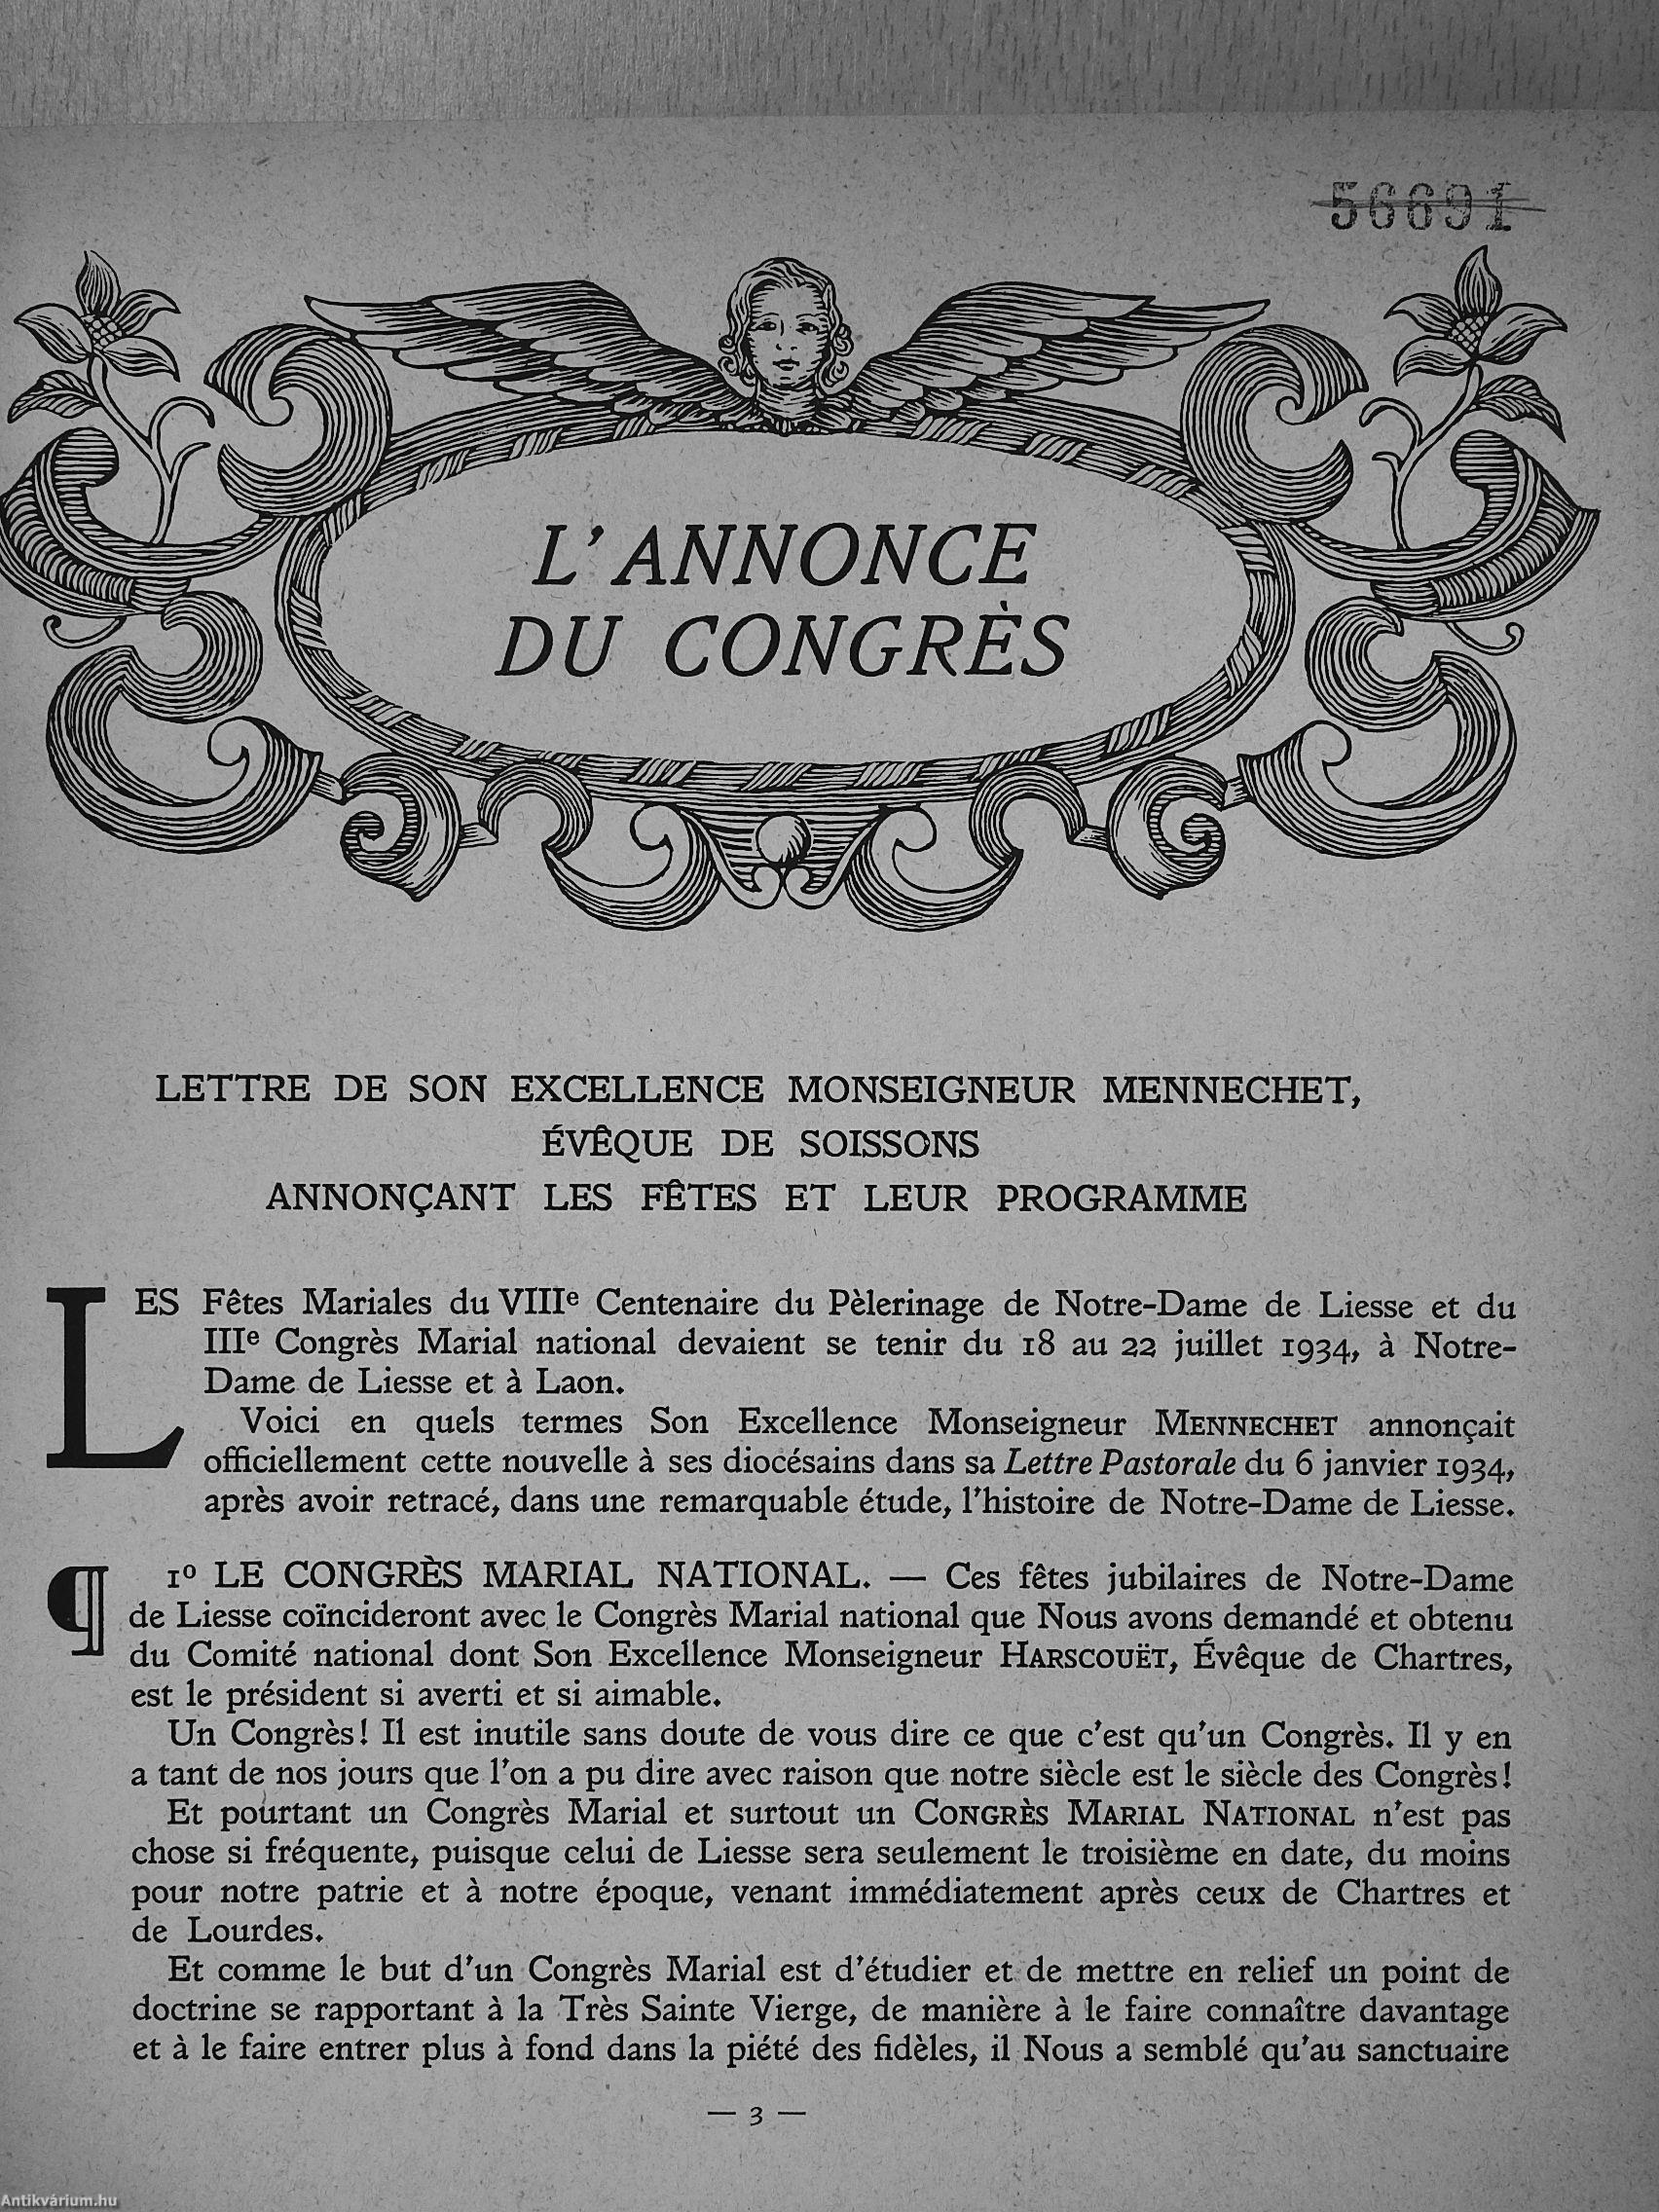 56691
L'ANNONCE
DU CONGRÈS
LETTRE DE SON EXCELLENCE MONSEIGNEUR MENNECHET,
ÉVÊQUE DE SOISSONS
ANNONÇANT LES FÊTES ET LEUR PROGRAMME
LES Fêtes Mariales du VIIIe Centenaire du Pèlerinage de Notre-Dame de Liesse et du
IIIe Congrès Marial national devaient se tenir du 18 au 22 juillet 1934, à Notre-
Dame de Liesse et à Laon.
Voici en quels termes Son Excellence Monseigneur MENNECHET annonçait
officiellement cette nouvelle à ses diocésains dans sa Lettre Pastorale du 6 janvier 1934,
après avoir retracé, dans une remarquable étude, l'histoire de Notre-Dame de Liesse.
¶ 1º LE CONGRÈS MARIAL NATIONAL. — Ces fêtes jubilaires de Notre-Dame
de Liesse coïncideront avec le Congrès Marial national que Nous avons demandé et obtenu
du Comité national dont Son Excellence Monseigneur HARSCOUËT, Évêque de Chartres,
est le président si averti et si aimable.
Un Congrès! Il est inutile sans doute de vous dire ce que c'est qu'un Congrès. Il y en
a tant de nos jours que l'on a pu dire avec raison que notre siècle est le siècle des Congrès!
Et pourtant un Congrès Marial et surtout un CONGRÈS MARIAL NATIONAL n'est pas
chose si fréquente, puisque celui de Liesse sera seulement le troisième en date, du moins
pour notre patrie et à notre époque, venant immédiatement après ceux de Chartres et
de Lourdes.
Et comme le but d'un Congrès Marial est d'étudier et de mettre en relief un point de
doctrine se rapportant à la Très Sainte Vierge, de manière à le faire connaître davantage
et à le faire entrer plus à fond dans la piété des fidèles, il Nous a semblé qu'au sanctuaire
— 3 —
Antikvárium.hu